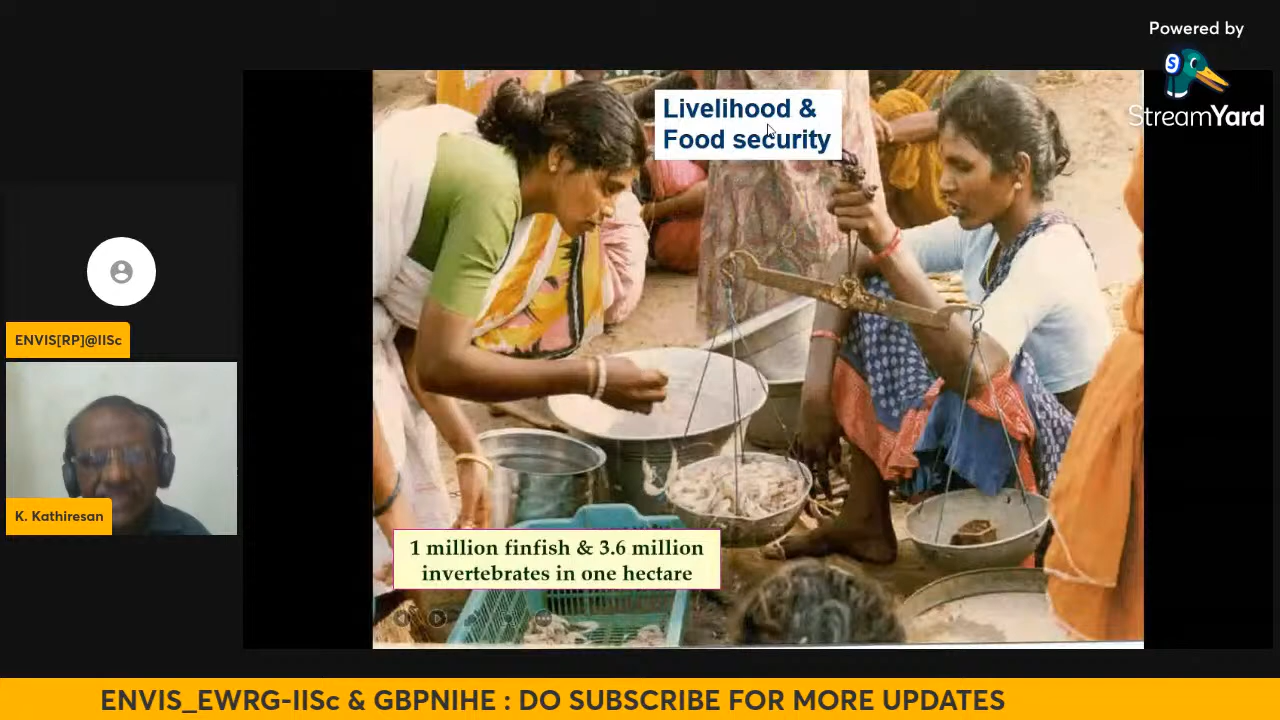 Powered by
S
StreamYard
Livelihood &
Food security
ENVIS[RP]@IISc
K. Kathiresan
1 million finfish & 3.6 million
invertebrates in one hectare
ENVIS_EWRG-IISc & GBPNIHE : DO SUBSCRIBE FOR MORE UPDATES